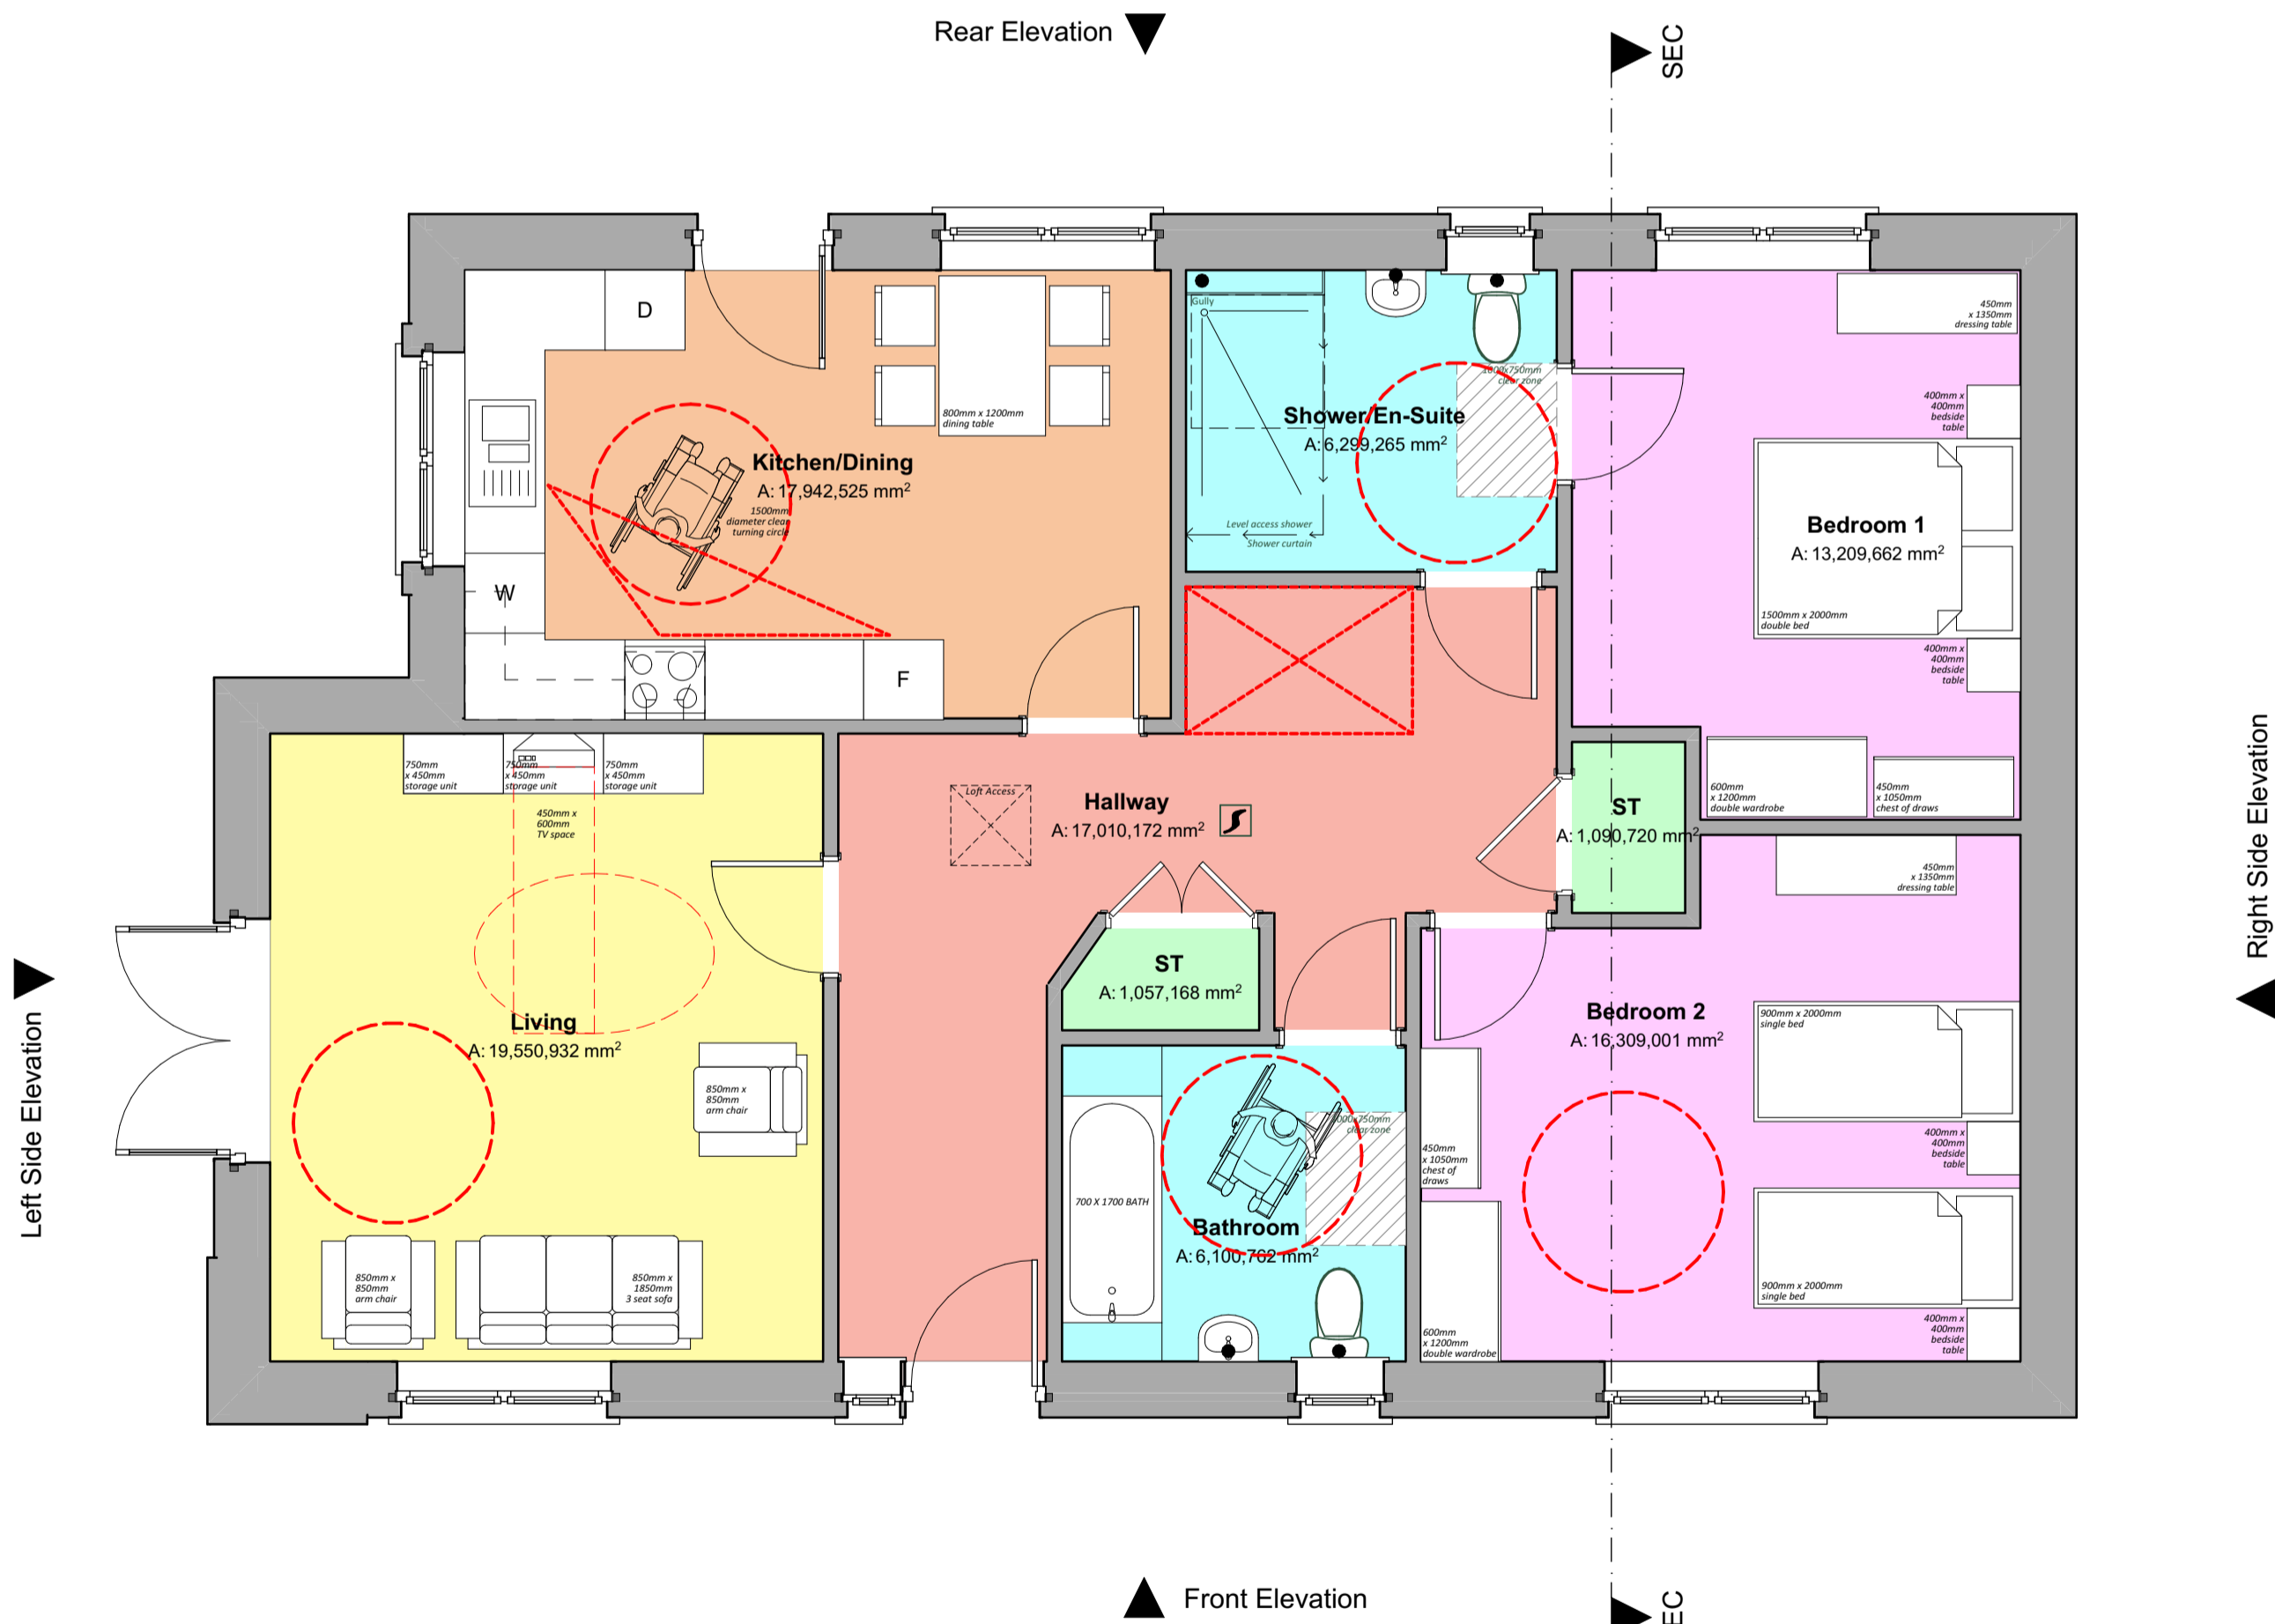 Rear Elevation
SEC
D
800mm x 1200mm
dining table
Kitchen/Dining
A: 17,942,525 mm²
1500mm
diameter clear
turning circle
W
F
Gully
1000x750mm
clear zone
Shower En-Suite
A: 6,299,265 mm²
Level access shower
Shower curtain
450mm
x 1350mm
dressing table
400mm x
400mm
bedside
table
Bedroom 1
A: 13,209,662 mm²
1500mm x 2000mm
double bed
400mm x
400mm
bedside
table
600mm
x 1200mm
double wardrobe
450mm
x 1050mm
chest of draws
750mm
x 450mm
storage unit
750mm
x 450mm
storage unit
750mm
x 450mm
storage unit
450mm x
600mm
TV space
Loft Access
Hallway
A: 17,010,172 mm²
ST
A: 1,090,720 mm²
450mm
x 1350mm
dressing table
ST
A: 1,057,168 mm²
Living
A: 19,550,932 mm²
850mm x
850mm
arm chair
850mm x
850mm
arm chair
850mm x
1850mm
3 seat sofa
700 X 1700 BATH
1000x750mm
clear zone
Bathroom
A: 6,100,762 mm²
Bedroom 2
A: 16,309,001 mm²
900mm x 2000mm
single bed
400mm x
400mm
bedside
table
450mm
x 1050mm
chest of
draws
600mm
x 1200mm
double wardrobe
900mm x 2000mm
single bed
400mm x
400mm
bedside
table
Left Side Elevation
Right Side Elevation
Front Elevation
SEC